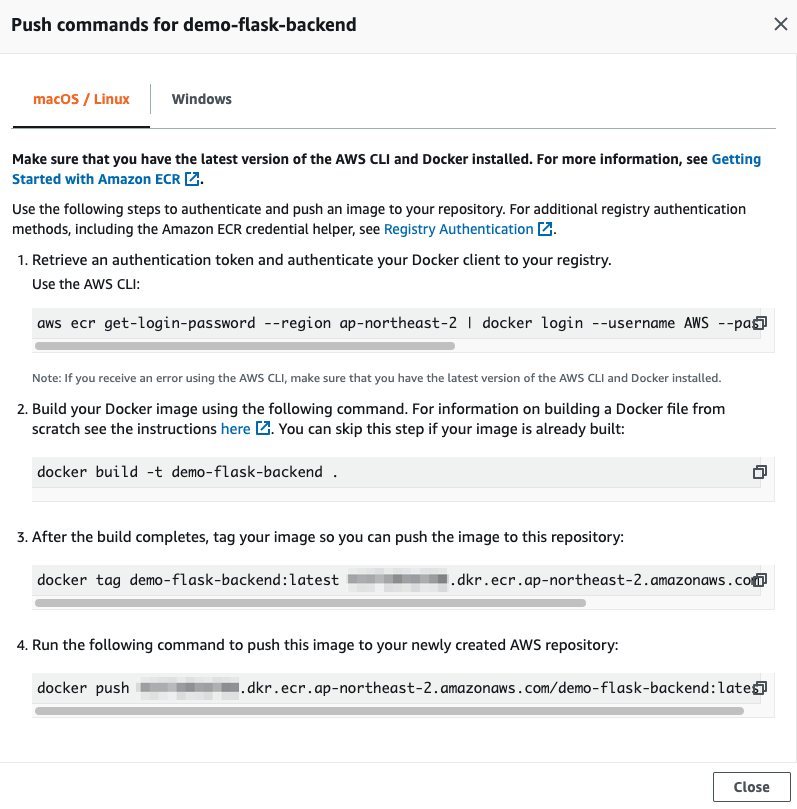 Push commands for demo-flask-backend
macOS / Linux
Windows
Make sure that you have the latest version of the AWS CLI and Docker installed. For more information, see Getting
Started with Amazon ECR.
Use the following steps to authenticate and push an image to your repository. For additional registry authentication
methods, including the Amazon ECR credential helper, see Registry Authentication.
1. Retrieve an authentication token and authenticate your Docker client to your registry.
Use the AWS CLI:
aws ecr get-login-password --region ap-northeast-2 | docker login --username AWS --pas
Note: If you receive an error using the AWS CLI, make sure that you have the latest version of the AWS CLI and Docker installed.
2. Build your Docker image using the following command. For information on building a Docker file from
scratch see the instructions here. You can skip this step if your image is already built:
docker build -t demo-flask-backend .
3. After the build completes, tag your image so you can push the image to this repository:
docker tag demo-flask-backend:latest .dkr.ecr.ap-northeast-2.amazonaws.com
4. Run the following command to push this image to your newly created AWS repository:
docker push .dkr.ecr.ap-northeast-2.amazonaws.com/demo-flask-backend:lates
Close